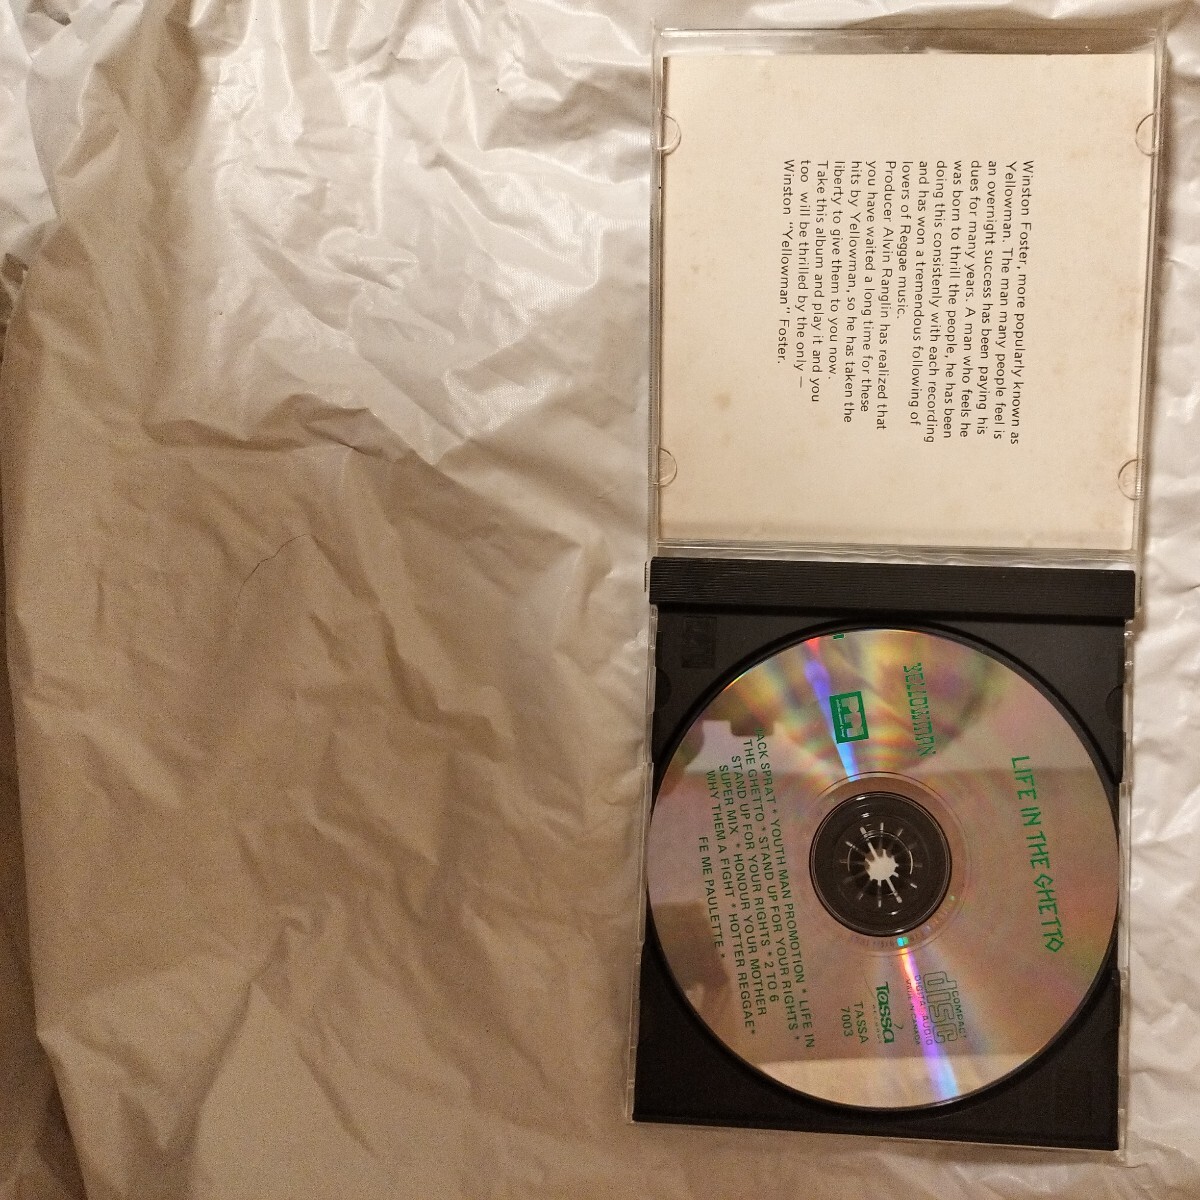 Winston Foster, more popularly known as
Yellowman. The man many people feel is
an overnight success has been paying his
dues for many years. A man who feels he
was born to thrill the people, he has been
doing this consistenly with each recording
and has won a tremendous following of
lovers of Reggae music.
Producer Alvin Ranglin has realized that
you have waited a long time for these
hits by Yellowman, so he has taken the
liberty to give them to you now.
Take this album and play it and you
too will be thrilled by the only —
Winston "Yellowman" Foster.
LIFE IN THE GHETTO
YELLOWMAN
COMPACT
disc
DIGITAL AUDIO
MADE IN CANADA
Tassa
RECORDS
TASSA
7003
JACK SPRAT * YOUTH MAN PROMOTION * LIFE IN
THE GHETTO * STAND UP FOR YOUR RIGHTS *
STAND UP FOR YOUR RIGHTS * 2 TO 6
SUPER MIX * HONOUR YOUR MOTHER
WHY THEM A FIGHT * HOTTER REGGAE *
FE ME PAULETTE *